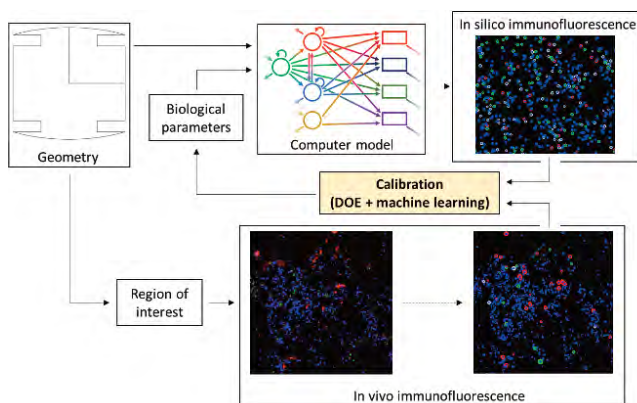 In silico immunofluorescence
Biological
parameters
Computer model
Geometry
Calibration
(DOE + machine learning)
Region of
interest
In vivo immunofluorescence